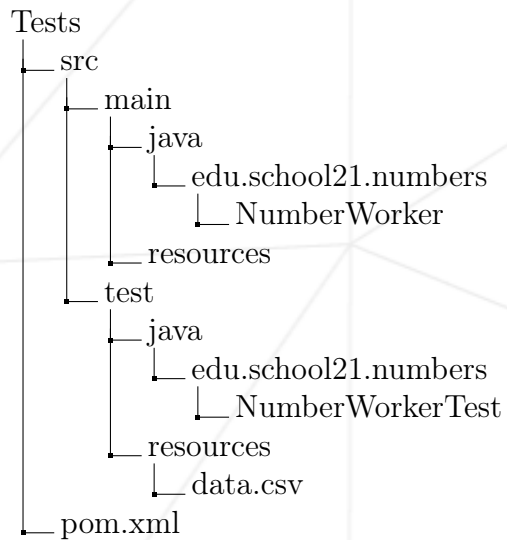 Tests
src
main
java
edu.school21.numbers
NumberWorker
resources
test
java
edu.school21.numbers
NumberWorkerTest
resources
data.csv
pom.xml